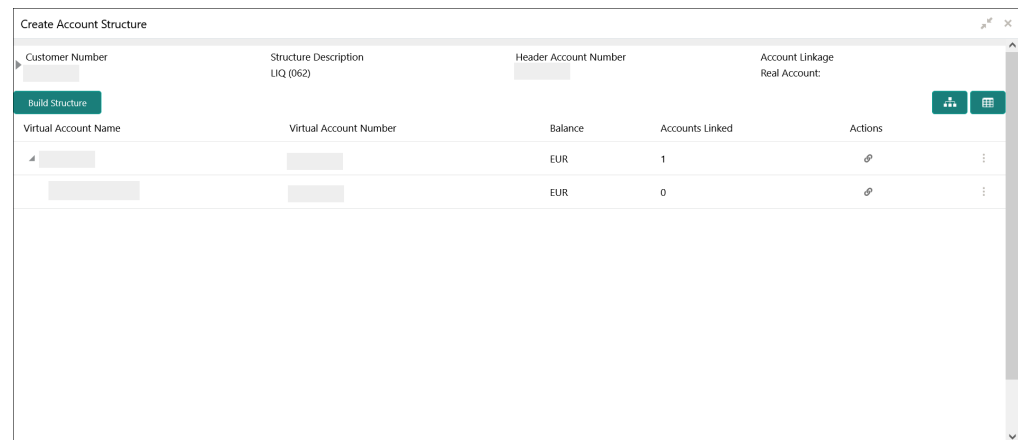 Create Account Structure
Customer Number Structure Description Header Account Number Account Linkage
LIQ (062) Real Account:
Build Structure
Virtual Account Name Virtual Account Number Balance Accounts Linked Actions
EUR 1
EUR 0